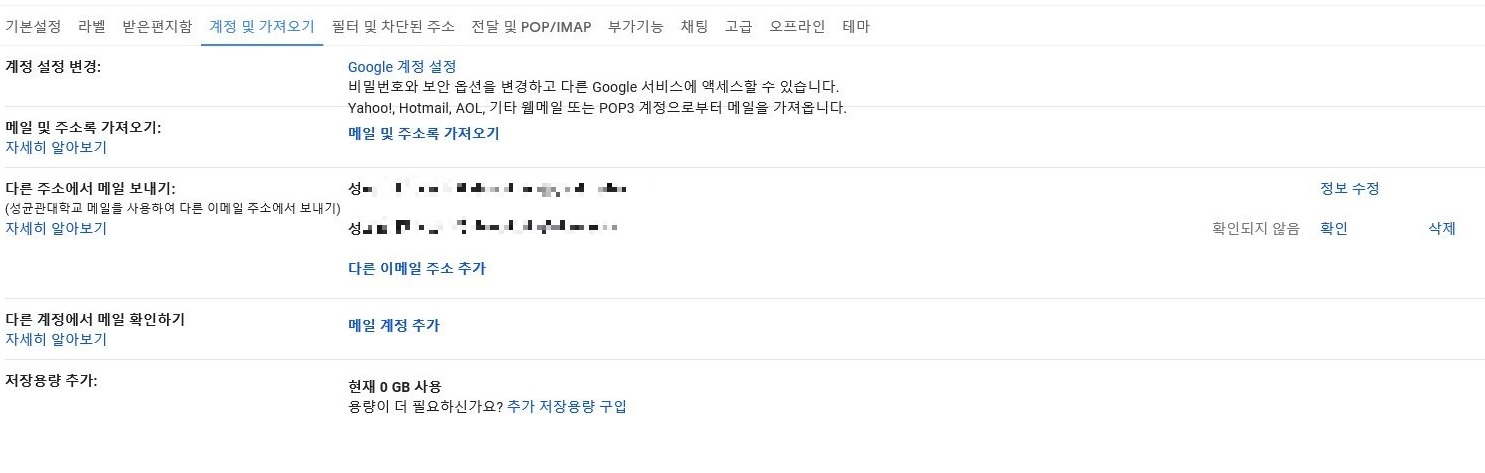 기본설정 라벨 받은편지함 계정 및 가져오기 필터 및 차단된 주소 전달 및 POP/IMAP 부가기능 채팅 고급 오프라인 테마
계정 설정 변경: Google 계정 설정
비밀번호와 보안 옵션을 변경하고 다른 Google 서비스에 액세스할 수 있습니다.
Yahoo!, Hotmail, AOL, 기타 웹메일 또는 POP3 계정으로부터 메일을 가져옵니다.
메일 및 주소록 가져오기: 메일 및 주소록 가져오기
자세히 알아보기
다른 주소에서 메일 보내기: 성 정보 수정
(성균관대학교 메일을 사용하여 다른 이메일 주소에서 보내기)
자세히 알아보기 성 확인되지 않음 확인 삭제
다른 이메일 주소 추가
다른 계정에서 메일 확인하기 메일 계정 추가
자세히 알아보기
저장용량 추가: 현재 0 GB 사용
용량이 더 필요하신가요? 추가 저장용량 구입